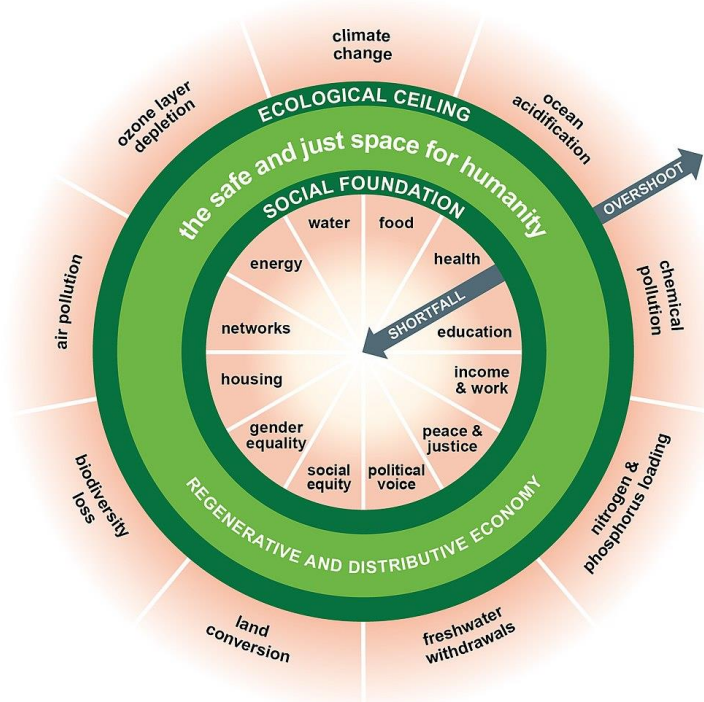 climate
change
ozone layer
depletion
ocean
acidification
ECOLOGICAL CEILING
the safe and just space for humanity
OVERSHOOT
SOCIAL FOUNDATION
water
food
energy
health
air pollution
chemical
pollution
SHORTFALL
networks
education
housing
income
& work
gender
equality
peace &
justice
social
equity
political
voice
biodiversity
loss
nitrogen &
phosphorus loading
REGENERATIVE AND DISTRIBUTIVE ECONOMY
land
conversion
freshwater
withdrawals